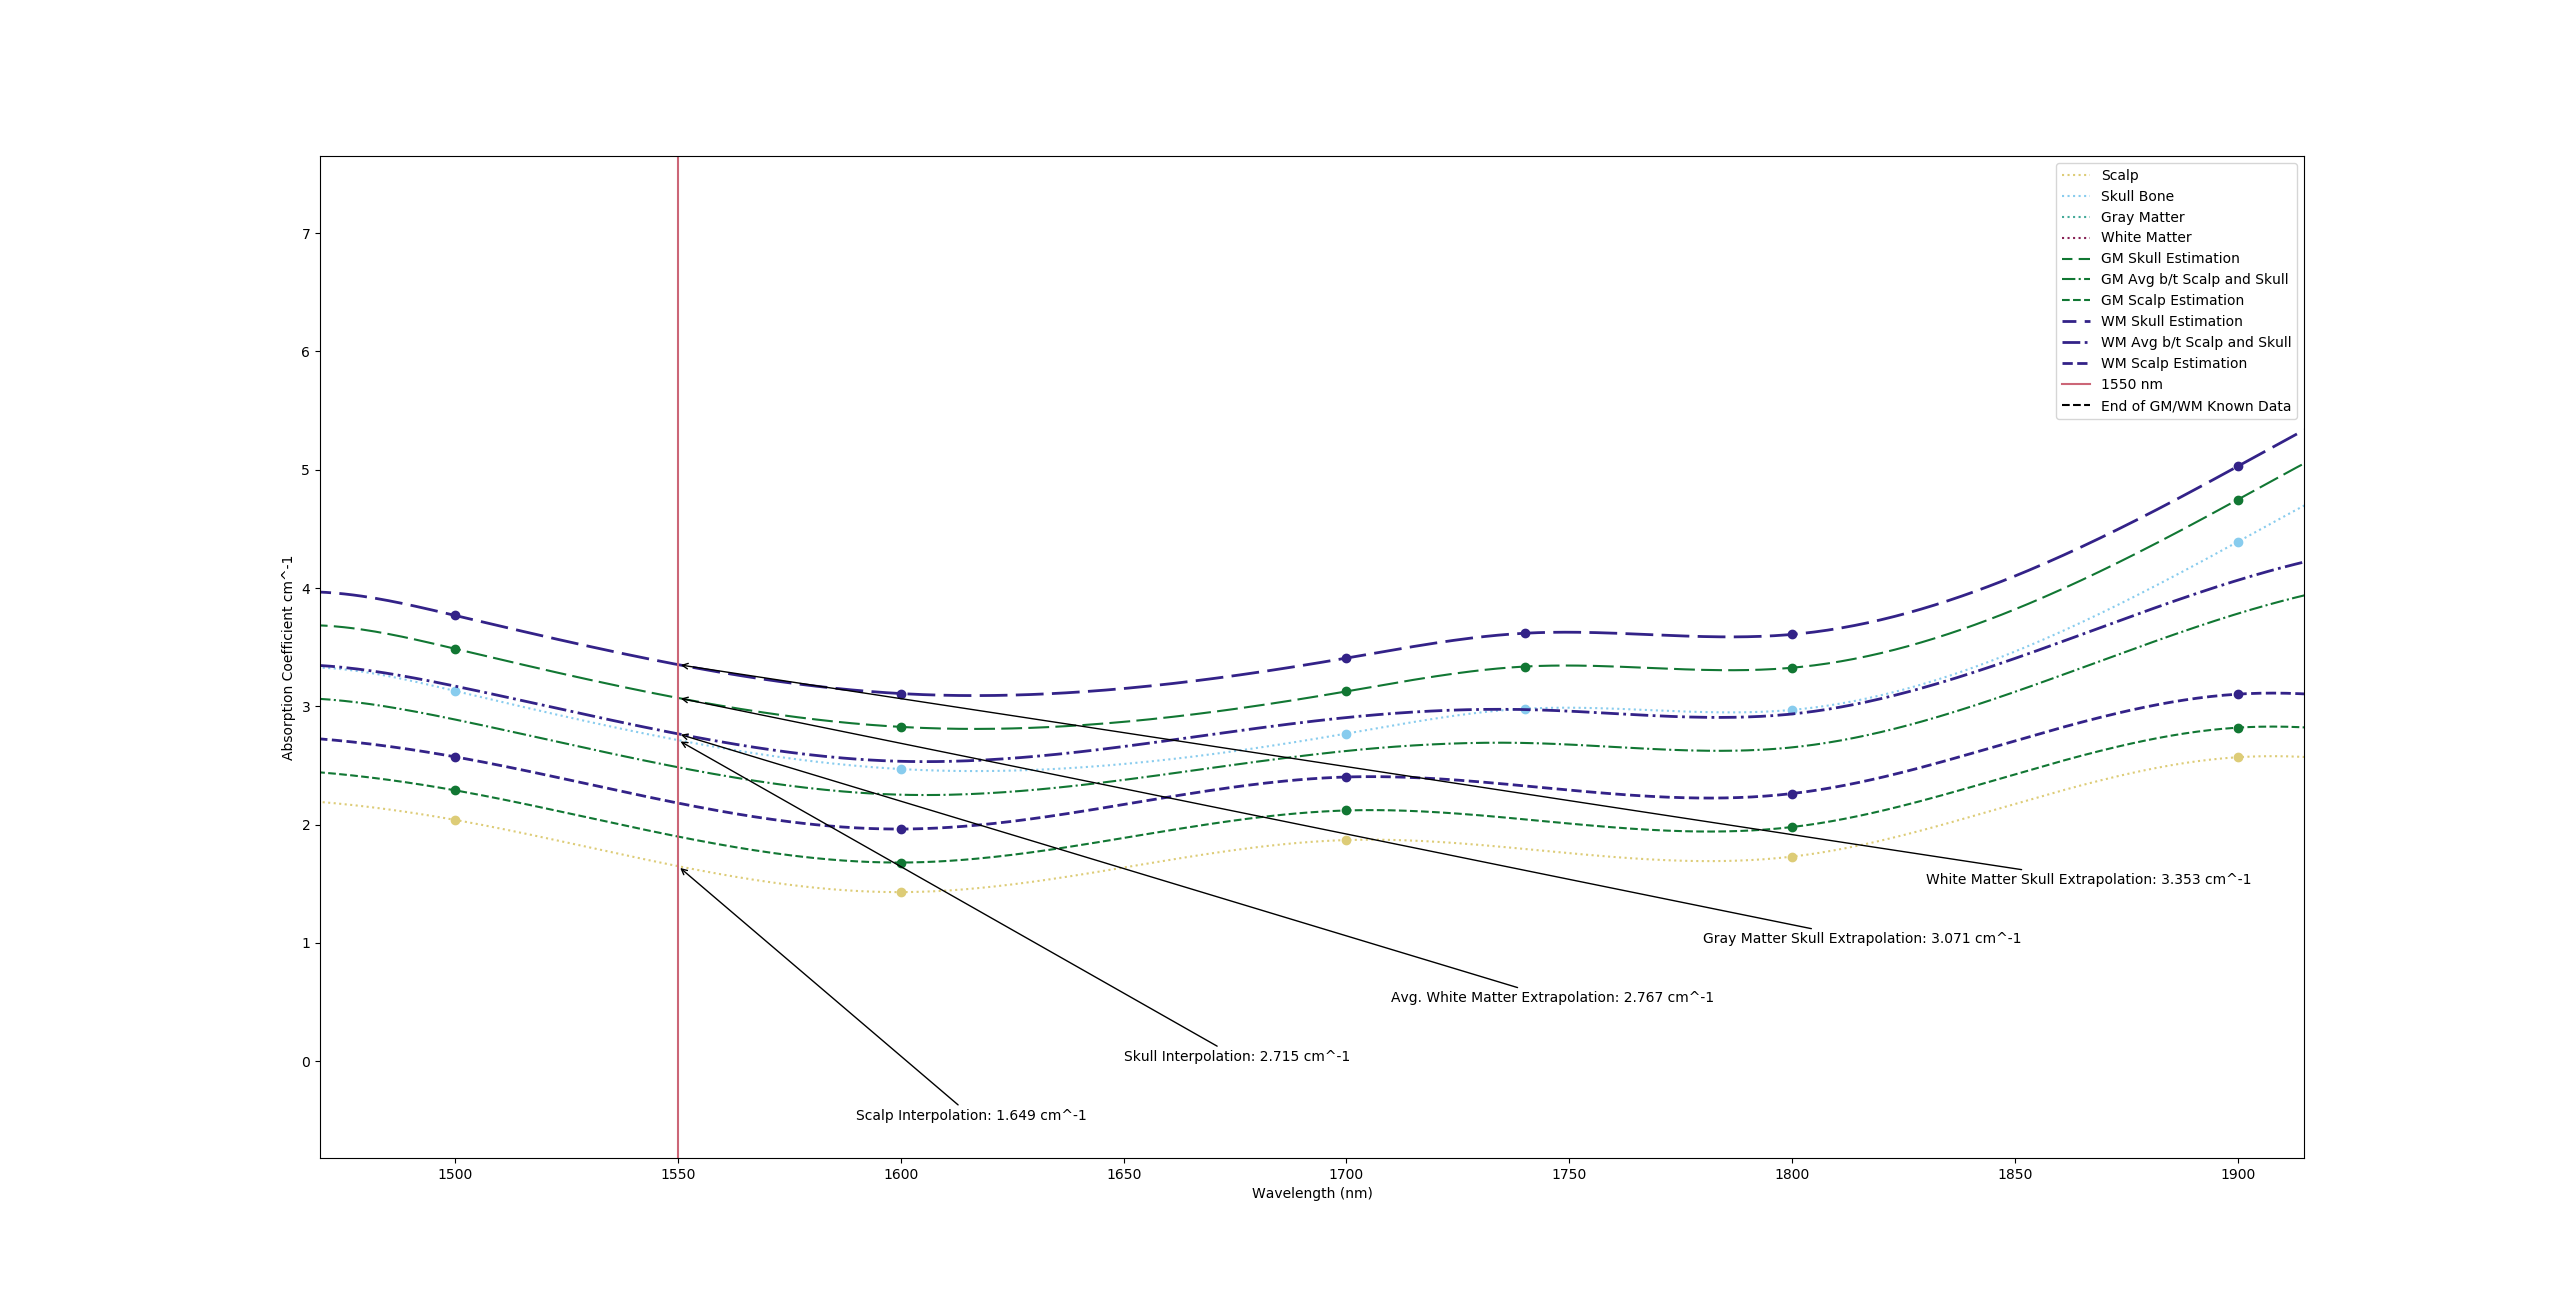 Scalp
Skull Bone
Gray Matter
White Matter
GM Skull Estimation
GM Avg b/t Scalp and Skull
GM Scalp Estimation
WM Skull Estimation
WM Avg b/t Scalp and Skull
WM Scalp Estimation
1550 nm
End of GM/WM Known Data
7
6
5
4
3
2
1
0
Absorption Coefficient cm^-1
White Matter Skull Extrapolation: 3.353 cm^-1
Gray Matter Skull Extrapolation: 3.071 cm^-1
Avg. White Matter Extrapolation: 2.767 cm^-1
Skull Interpolation: 2.715 cm^-1
Scalp Interpolation: 1.649 cm^-1
1500 1550 1600 1650 1700 1750 1800 1850 1900
Wavelength (nm)